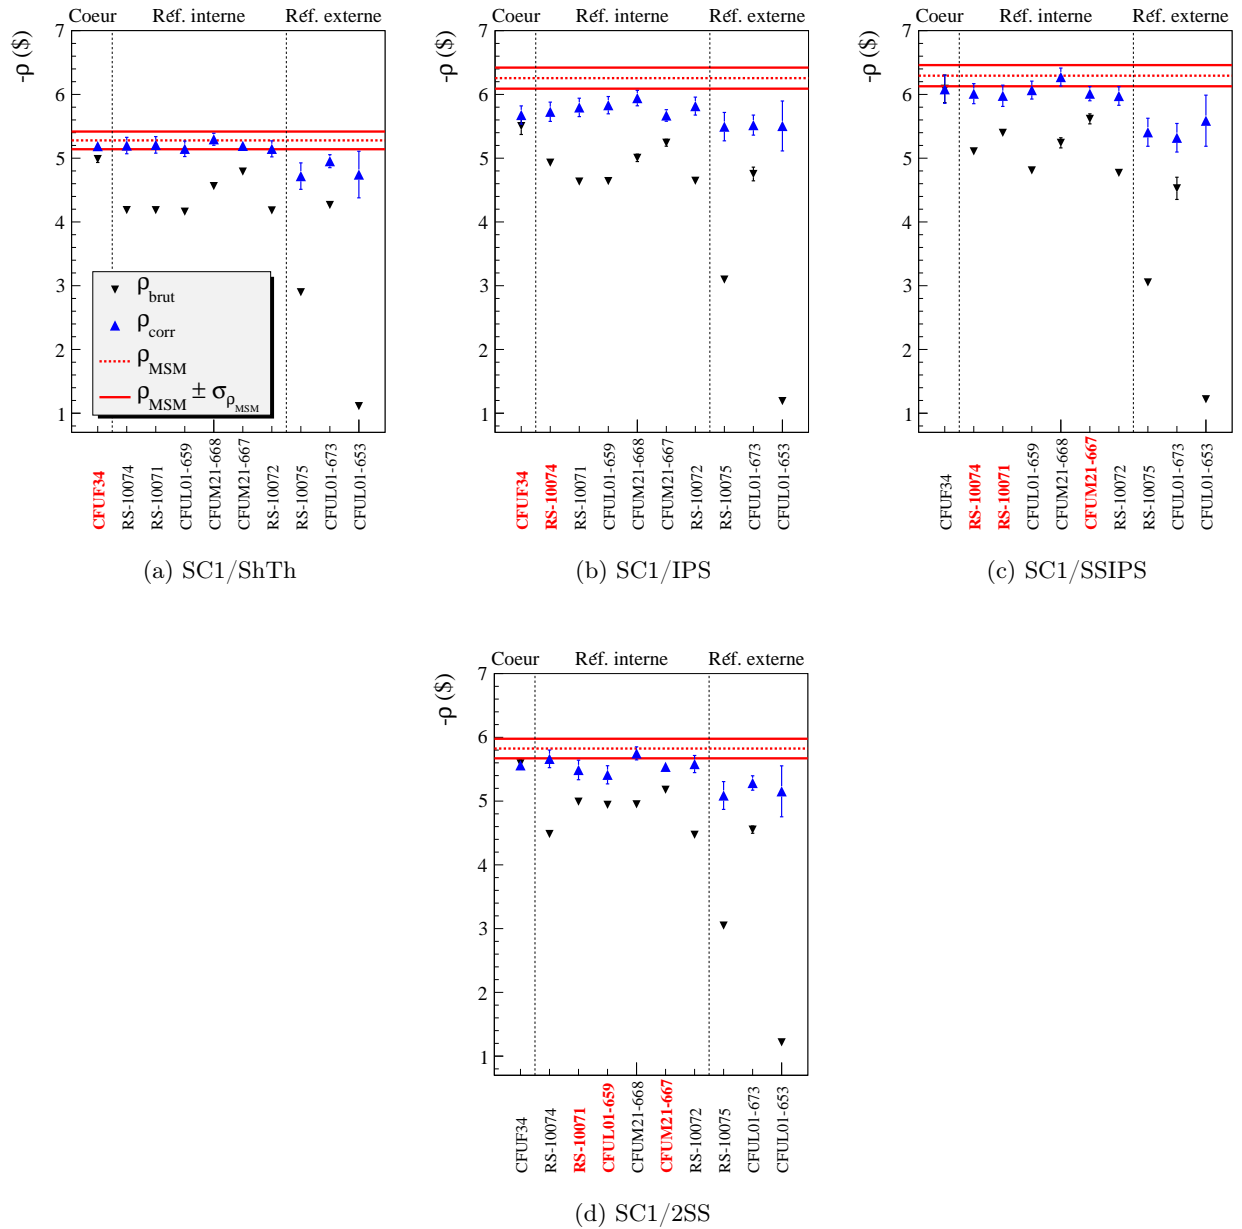 Coeur Réf. interne Réf. externe
-ρ ($)
7
6
5
4
3
2
1
ρbrut
ρcorr
ρMSM
ρMSM ± σρMSM
CFUF34
RS-10074
RS-10071
CFUL01-659
CFUM21-668
CFUM21-667
RS-10072
RS-10075
CFUL01-673
CFUL01-653
(a) SC1/ShTh
Coeur Réf. interne Réf. externe
-ρ ($)
7
6
5
4
3
2
1
CFUF34
RS-10074
RS-10071
CFUL01-659
CFUM21-668
CFUM21-667
RS-10072
RS-10075
CFUL01-673
CFUL01-653
(b) SC1/IPS
Coeur Réf. interne Réf. externe
-ρ ($)
7
6
5
4
3
2
1
CFUF34
RS-10074
RS-10071
CFUL01-659
CFUM21-668
CFUM21-667
RS-10072
RS-10075
CFUL01-673
CFUL01-653
(c) SC1/SSIPS
Coeur Réf. interne Réf. externe
-ρ ($)
7
6
5
4
3
2
1
CFUF34
RS-10074
RS-10071
CFUL01-659
CFUM21-668
CFUM21-667
RS-10072
RS-10075
CFUL01-673
CFUL01-653
(d) SC1/2SS